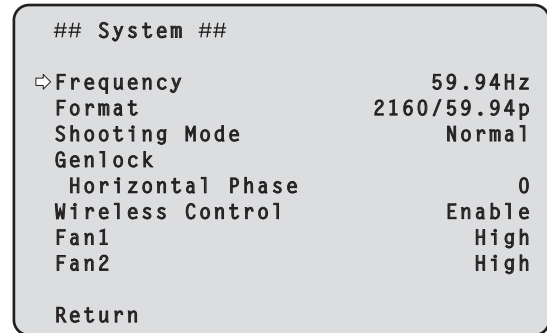 ## System ##
⇨Frequency 59.94Hz
Format 2160/59.94p
Shooting Mode Normal
Genlock
Horizontal Phase 0
Wireless Control Enable
Fan1 High
Fan2 High
Return